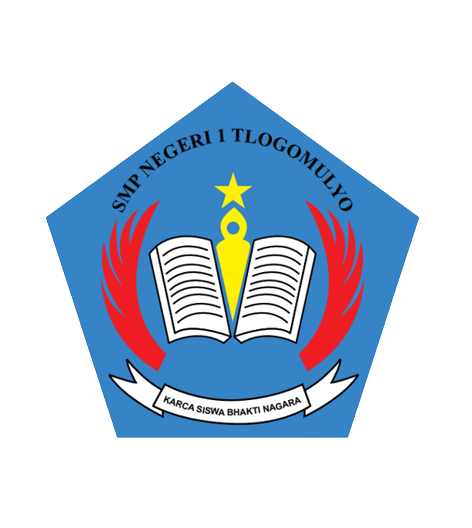 SMP NEGERI 1 TLOGOMULYO
KARCA SISWA BHAKTI NAGARA